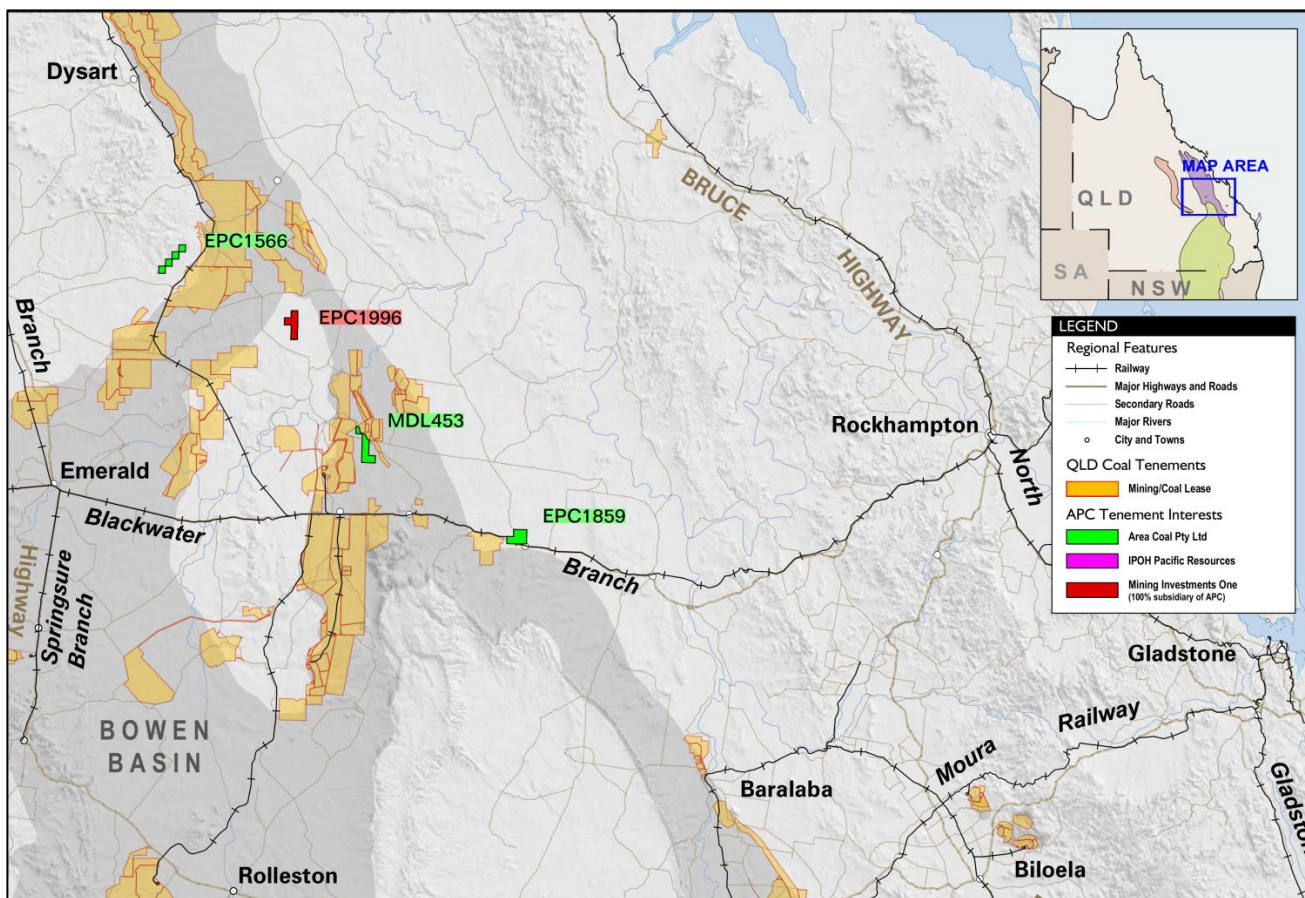 Dysart
EPC1566
EPC1996
MDL453
EPC1859
Branch
Emerald
Blackwater
Branch
Highway
Springsure
Branch
BOWEN
BASIN
Rolleston
BRUCE
HIGHWAY
Rockhampton
North
Gladstone
Railway
Moura
Baralaba
Biloela
Gladston
MAP AREA
QLD
SA
NSW
LEGEND
Regional Features
Railway
Major Highways and Roads
Secondary Roads
Major Rivers
City and Towns
QLD Coal Tenements
Mining/Coal Lease
APC Tenement Interests
Area Coal Pty Ltd
IPOH Pacific Resources
Mining Investments One
(100% subsidiary of APC)